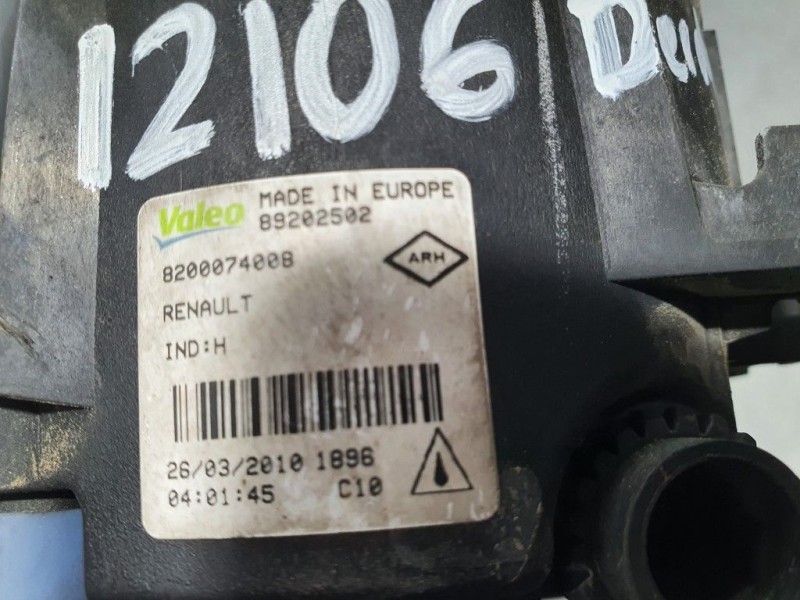 12106
Valeo MADE IN EUROPE
89202502
8200074008
ARH
RENAULT
IND:H
26/03/2010 1896
04:01:45 C10